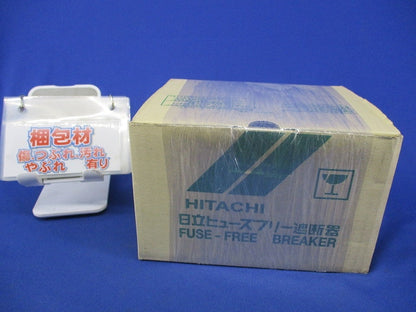 梱包材
傷つぶれ,汚れ
やぶれ 有り
HITACHI
日立ヒューズフリー遮断器
FUSE-FREE BREAKER